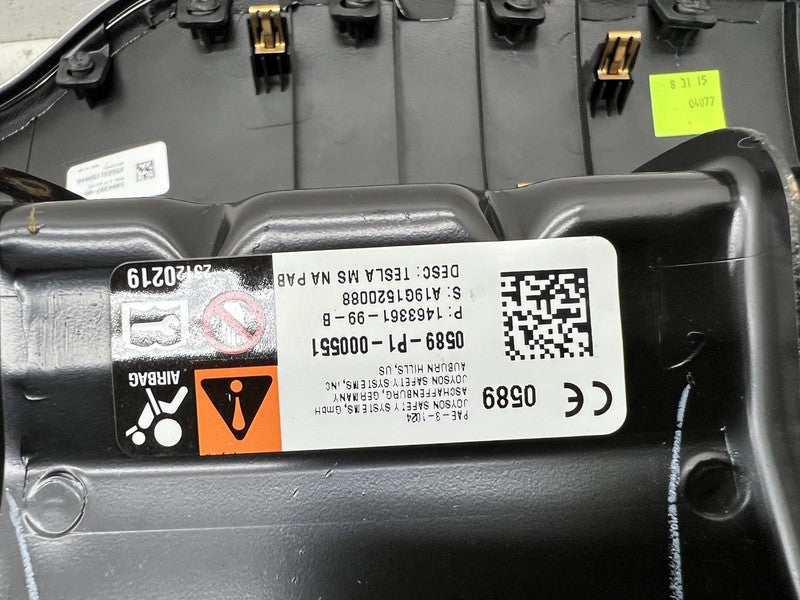 8 31 15
04077
CE 0589
PAE-3-1024
JOYSON SAFETY SYSTEMS, GmbH
ASCHAFFENBURG, GERMANY
JOYSON SAFETY SYSTEMS, INC
AUBURN HILLS, US
0589-P1-000551
P: 1463361-99-B
S: A19G1520088
DESC: TESLA MS NA PAB
AIRBAG
23120219